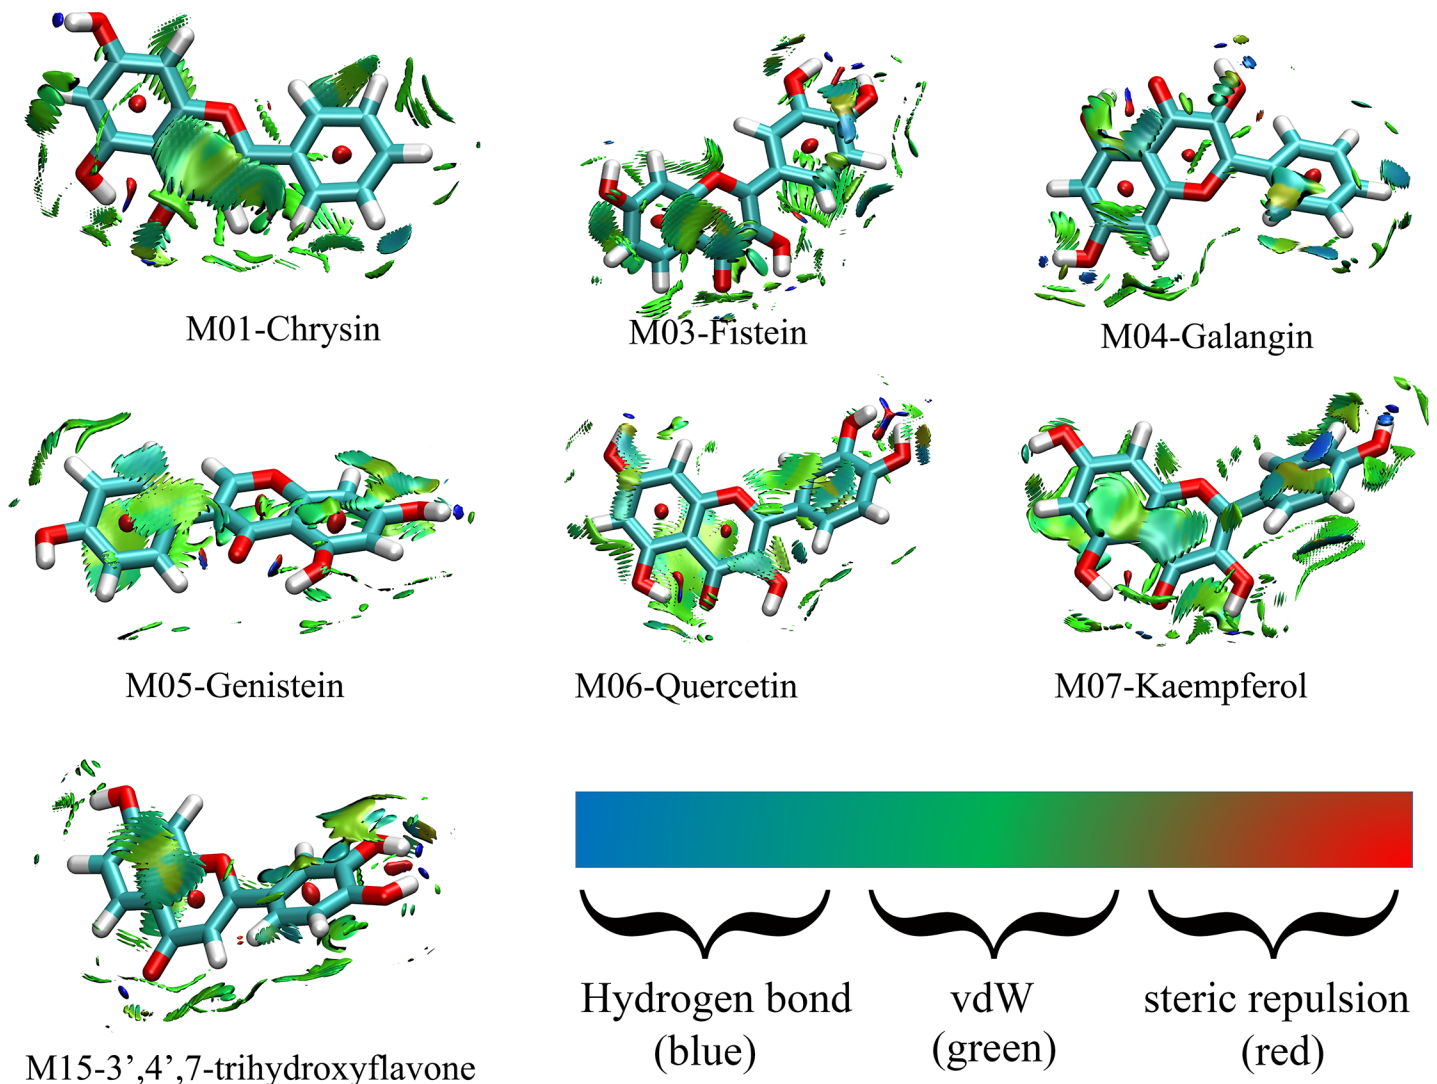 M01-Chrysin
M03-Fistein
M04-Galangin
M05-Genistein
M06-Quercetin
M07-Kaempferol
M15-3’,4’,7-trihydroxyflavone
Hydrogen bond
(blue)
vdW
(green)
steric repulsion
(red)